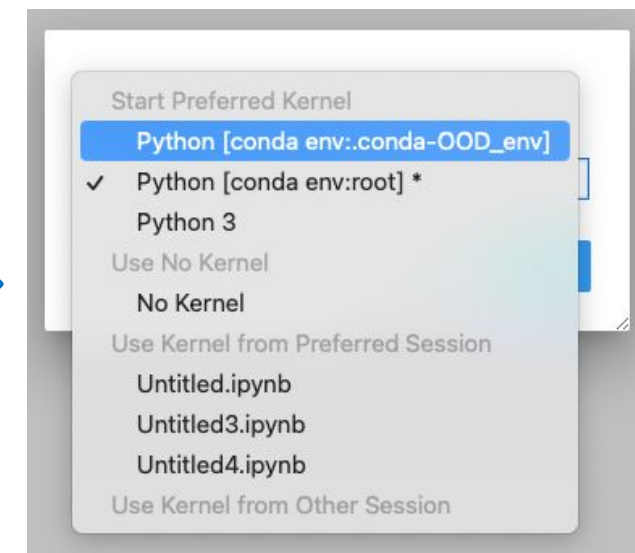 Start Preferred Kernel
Python [conda env:.conda-OOD_env]
✓ Python [conda env:root] *
Python 3
Use No Kernel
No Kernel
Use Kernel from Preferred Session
Untitled.ipynb
Untitled3.ipynb
Untitled4.ipynb
Use Kernel from Other Session